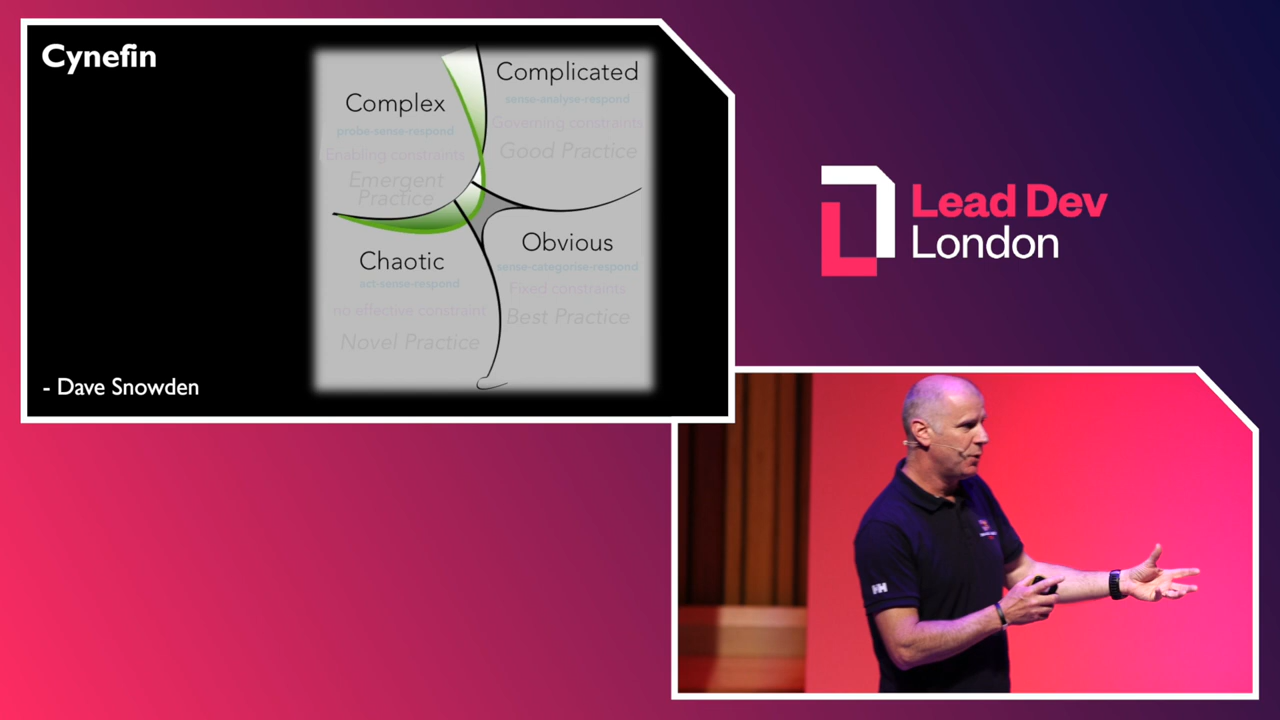 Cynefin
Complex
probe-sense-respond
Enabling constraints
Emergent
Practice
Complicated
sense-analyse-respond
Governing constraints
Good Practice
Chaotic
act-sense-respond
no effective constraint
Novel Practice
Obvious
sense-categorise-respond
Fixed constraints
Best Practice
- Dave Snowden
Lead Dev
London
HH